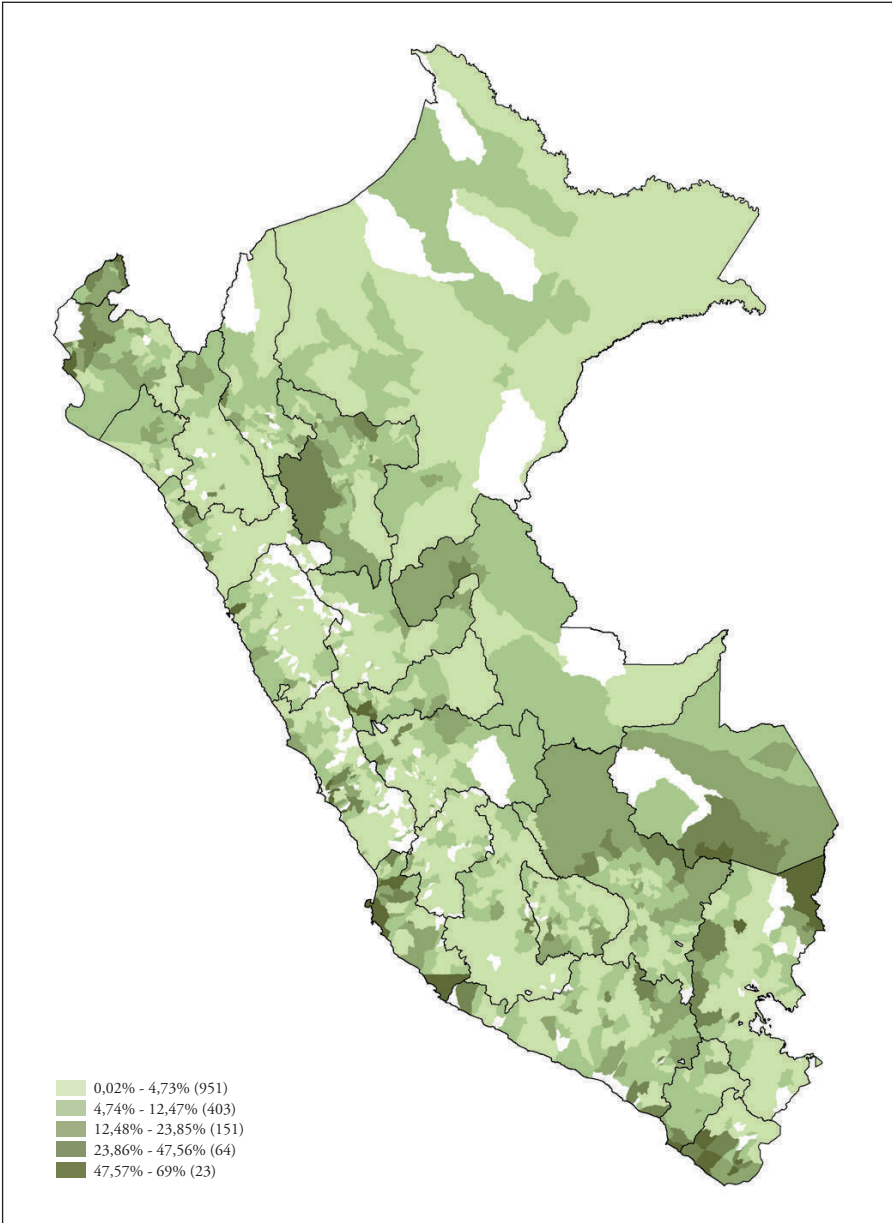 0,02% - 4,73% (951)
4,74% - 12,47% (403)
12,48% - 23,85% (151)
23,86% - 47,56% (64)
47,57% - 69% (23)